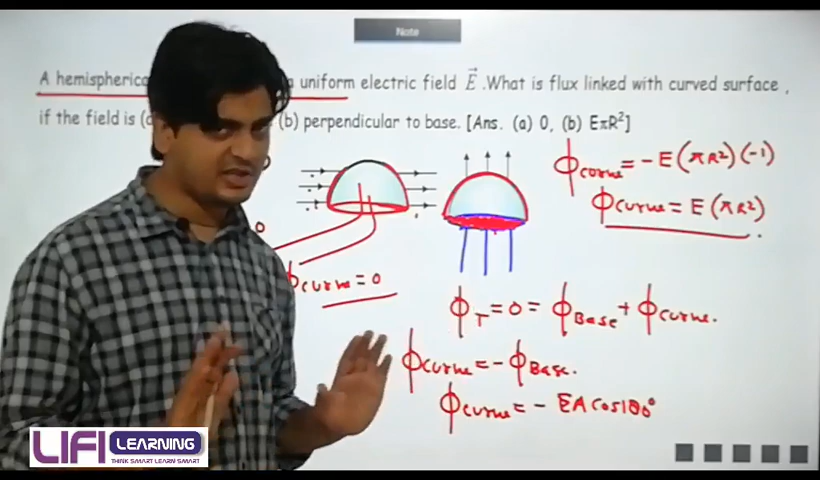 Note
A hemispherica a uniform electric field E⃗ .What is flux linked with curved surface ,
if the field is ( (b) perpendicular to base. [Ans. (a) 0, (b) EπR²]
ϕcurve = -E(πR²)(-1)
ϕcurve = E(πR²)
0
ϕcurve = 0
ϕT = 0 = ϕBase + ϕcurve.
ϕcurve = - ϕBase.
ϕcurve = - EA Cos180°
LIFI LEARNING
THINK SMART LEARN SMART